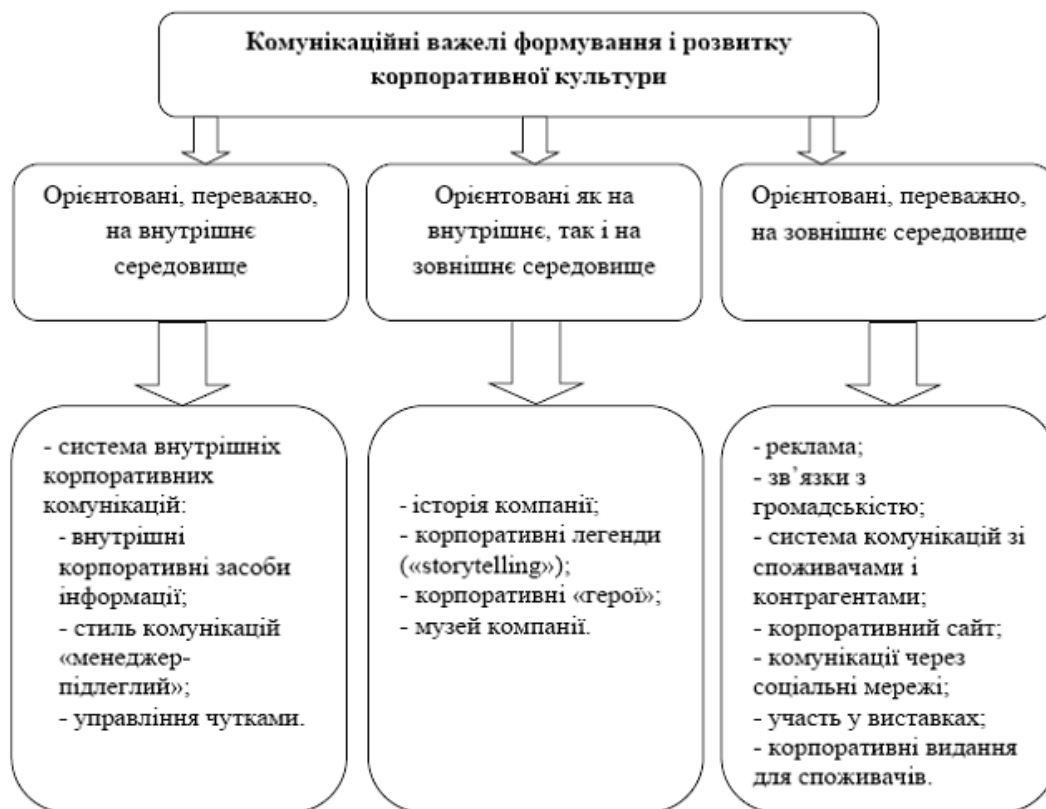 Комунікаційні важелі формування і розвитку
корпоративної культури
Орієнтовані, переважно,
на внутрішнє
середовище
Орієнтовані як на
внутрішнє, так і на
зовнішнє середовище
Орієнтовані, переважно,
на зовнішнє середовище
- система внутрішніх
корпоративних
комунікацій:
- внутрішні
корпоративні засоби
інформації;
- стиль комунікацій
«менеджер-
підлеглий»;
- управління чутками.
- історія компанії;
- корпоративні легенди
(«storytelling»);
- корпоративні «герої»;
- музей компанії.
- реклама;
- зв’язки з
громадськістю;
- система комунікацій зі
споживачами і
контрагентами;
- корпоративний сайт;
- комунікації через
соціальні мережі;
- участь у виставках;
- корпоративні видання
для споживачів.